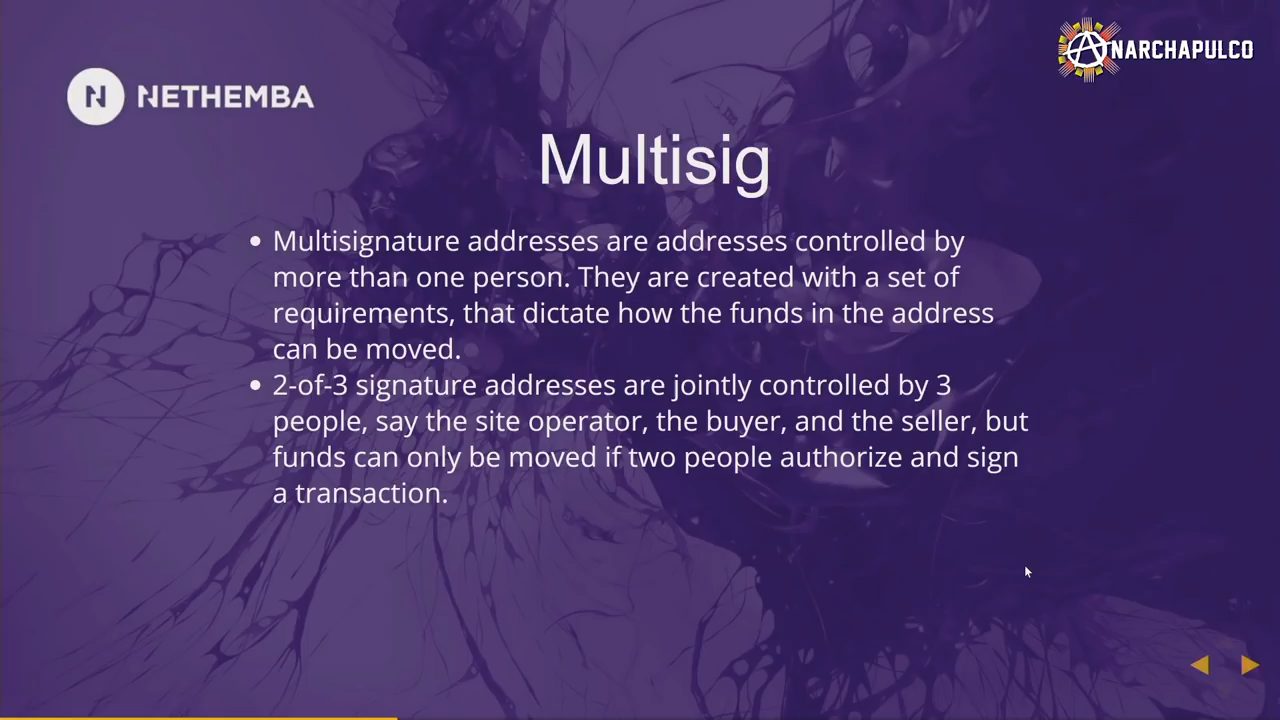 ANARCHAPULCO
N NETHEMBA
Multisig
• Multisignature addresses are addresses controlled by
more than one person. They are created with a set of
requirements, that dictate how the funds in the address
can be moved.
• 2-of-3 signature addresses are jointly controlled by 3
people, say the site operator, the buyer, and the seller, but
funds can only be moved if two people authorize and sign
a transaction.